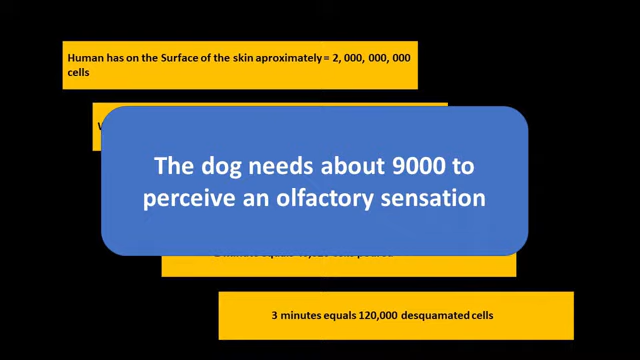 Human has on the Surface of the skin aproximately = 2, 000, 000, 000
cells
The dog needs about 9000 to
perceive an olfactory sensation
3 minutes equals 120,000 desquamated cells